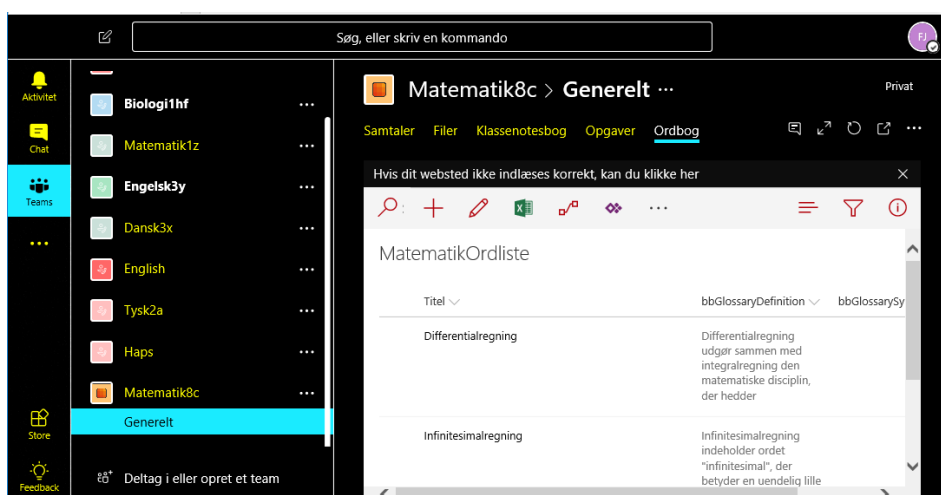 Søg, eller skriv en kommando
FJ
Aktivitet
Chat
Teams
Store
Feedback
Biologi1hf
Matematik1z
Engelsk3y
Dansk3x
English
Tysk2a
Haps
Matematik8c
Generelt
Deltag i eller opret et team
Matematik8c > Generelt ...
Privat
Samtaler Filer Klassenotesbog Opgaver Ordbog
Hvis dit websted ikke indlæses korrekt, kan du klikke her
MatematikOrdliste
Titel bbGlossaryDefinition bbGlossarySy
Differentialregning
Differentialregning
udgør sammen med
integralregning den
matematiske disciplin,
der hedder
Infinitesimalregning
Infinitesimalregning
indeholder ordet
"infinitesimal", der
betyder en uendelig lille